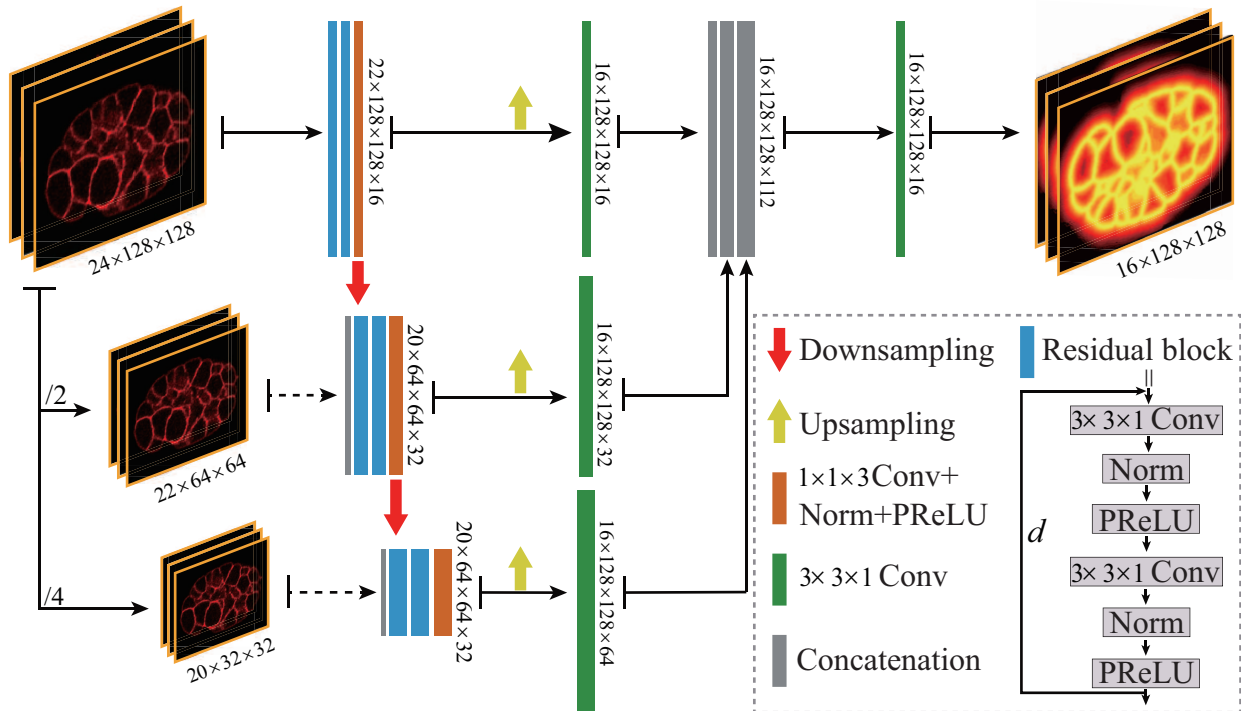 24×128×128
22×128×128×16
16×128×128×16
16×128×128×112
16×128×128×16
16×128×128
/2
22×64×64
20×64×64×32
16×128×128×32
/4
20×32×32
20×64×64×32
16×128×128×64
Downsampling
Upsampling
1×1×3Conv+
Norm+PReLU
3× 3×1 Conv
Concatenation
Residual block
3× 3×1 Conv
Norm
PReLU
d
3× 3×1 Conv
Norm
PReLU